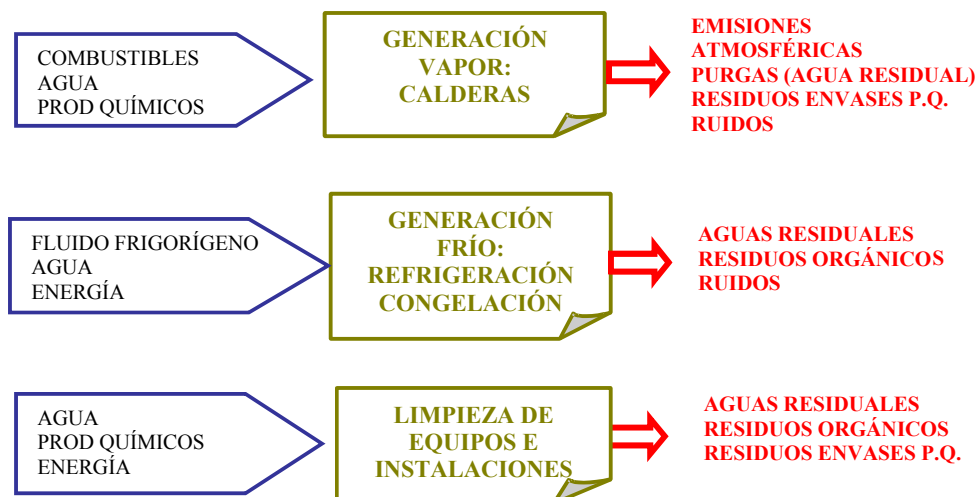 COMBUSTIBLES
AGUA
PROD QUÍMICOS
GENERACIÓN
VAPOR:
CALDERAS
EMISIONES
ATMOSFÉRICAS
PURGAS (AGUA RESIDUAL)
RESIDUOS ENVASES P.Q.
RUIDOS
FLUIDO FRIGORÍGENO
AGUA
ENERGÍA
GENERACIÓN
FRÍO:
REFRIGERACIÓN
CONGELACIÓN
AGUAS RESIDUALES
RESIDUOS ORGÁNICOS
RUIDOS
AGUA
PROD QUÍMICOS
ENERGÍA
LIMPIEZA DE
EQUIPOS E
INSTALACIONES
AGUAS RESIDUALES
RESIDUOS ORGÁNICOS
RESIDUOS ENVASES P.Q.